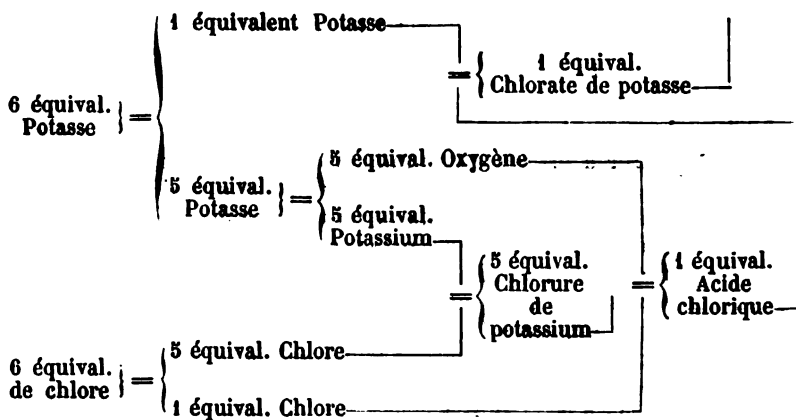 1 équivalent Potasse
1 équival.
Chlorate de potasse
6 équival.
Potasse
=
=
5 équival. Oxygène
5 équival.
Potasse
=
5 équival.
Potassium
5 équival.
Chlorure
de
potassium
=
1 équival.
Acide
chlorique
=
5 équival. Chlore
6 équival.
de chlore
=
1 équival. Chlore